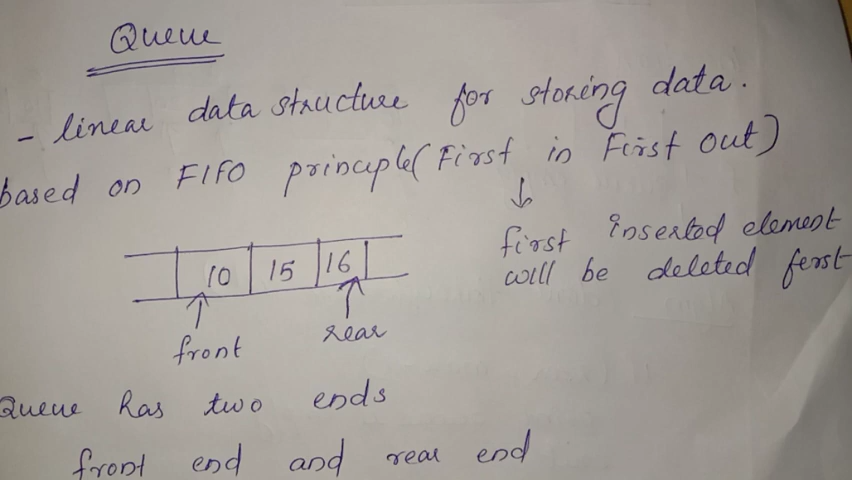 Queue
- linear data structure for storing data.
based on FIFO principle (First in First out)
↓
first inserted element
will be deleted first
10 15 16
front rear
Queue has two ends
front end and rear end